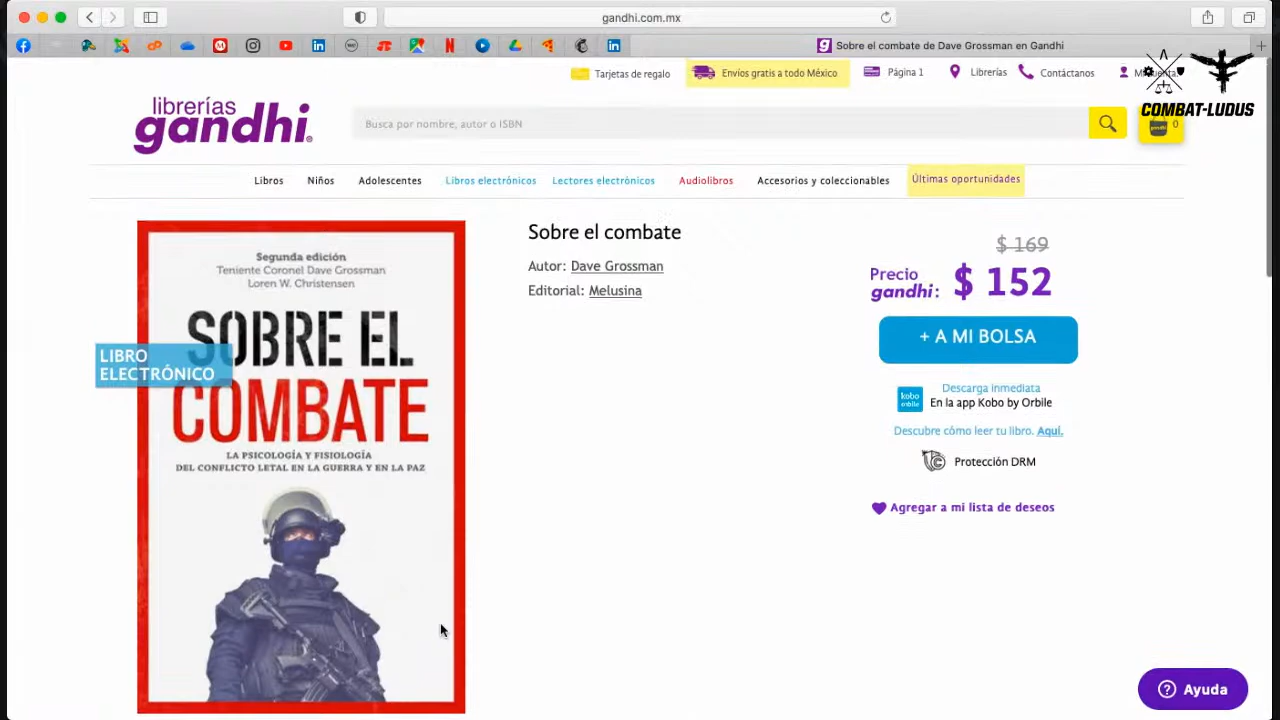 gandhi.com.mx
Sobre el combate de Dave Grossman en Gandhi
Tarjetas de regalo
Envíos gratis a todo México
Página 1
Librerías
Contáctanos
COMBAT-LUDUS
librerías
gandhi
Busca por nombre, autor o ISBN
0
Libros
Niños
Adolescentes
Libros electrónicos
Lectores electrónicos
Audiolibros
Accesorios y coleccionables
Últimas oportunidades
Segunda edición
Teniente Coronel Dave Grossman
Loren W. Christensen
SOBRE EL
COMBATE
LA PSICOLOGÍA Y FISIOLOGÍA
DEL CONFLICTO LETAL EN LA GUERRA Y EN LA PAZ
LIBRO
ELECTRÓNICO
Sobre el combate
Autor: Dave Grossman
Editorial: Melusina
$ 169
Precio
gandhi: $ 152
+ A MI BOLSA
kobo
orbile
Descarga inmediata
En la app Kobo by Orbile
Descubre cómo leer tu libro. Aquí.
Protección DRM
Agregar a mi lista de deseos
Ayuda